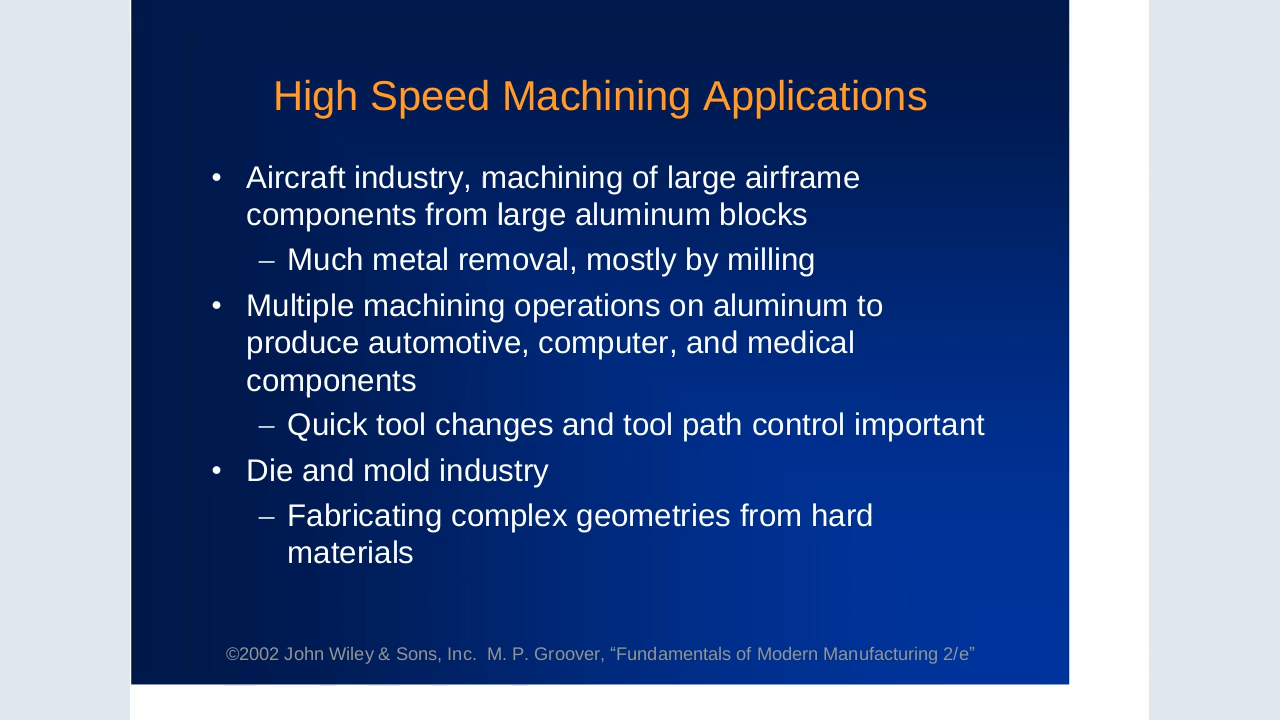 High Speed Machining Applications
• Aircraft industry, machining of large airframe
components from large aluminum blocks
– Much metal removal, mostly by milling
• Multiple machining operations on aluminum to
produce automotive, computer, and medical
components
– Quick tool changes and tool path control important
• Die and mold industry
– Fabricating complex geometries from hard
materials
©2002 John Wiley & Sons, Inc.  M. P. Groover, “Fundamentals of Modern Manufacturing 2/e”